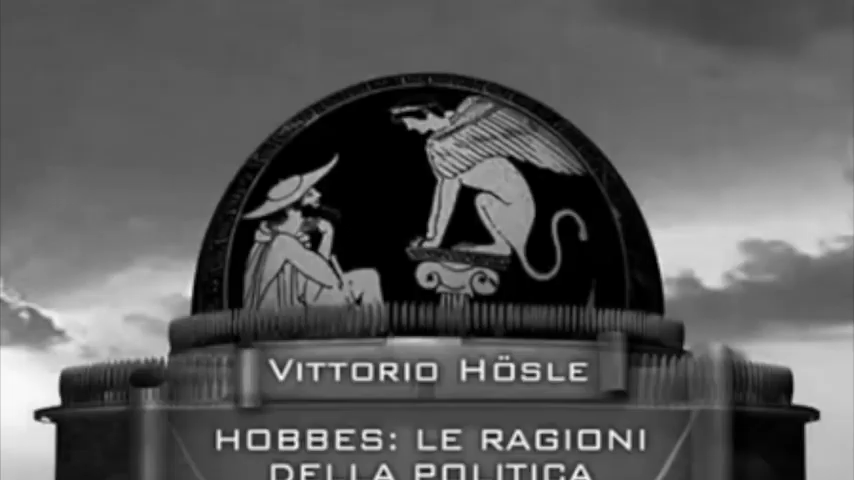 VITTORIO HÖSLE
HOBBES: LE RAGIONI
DELLA POLITICA